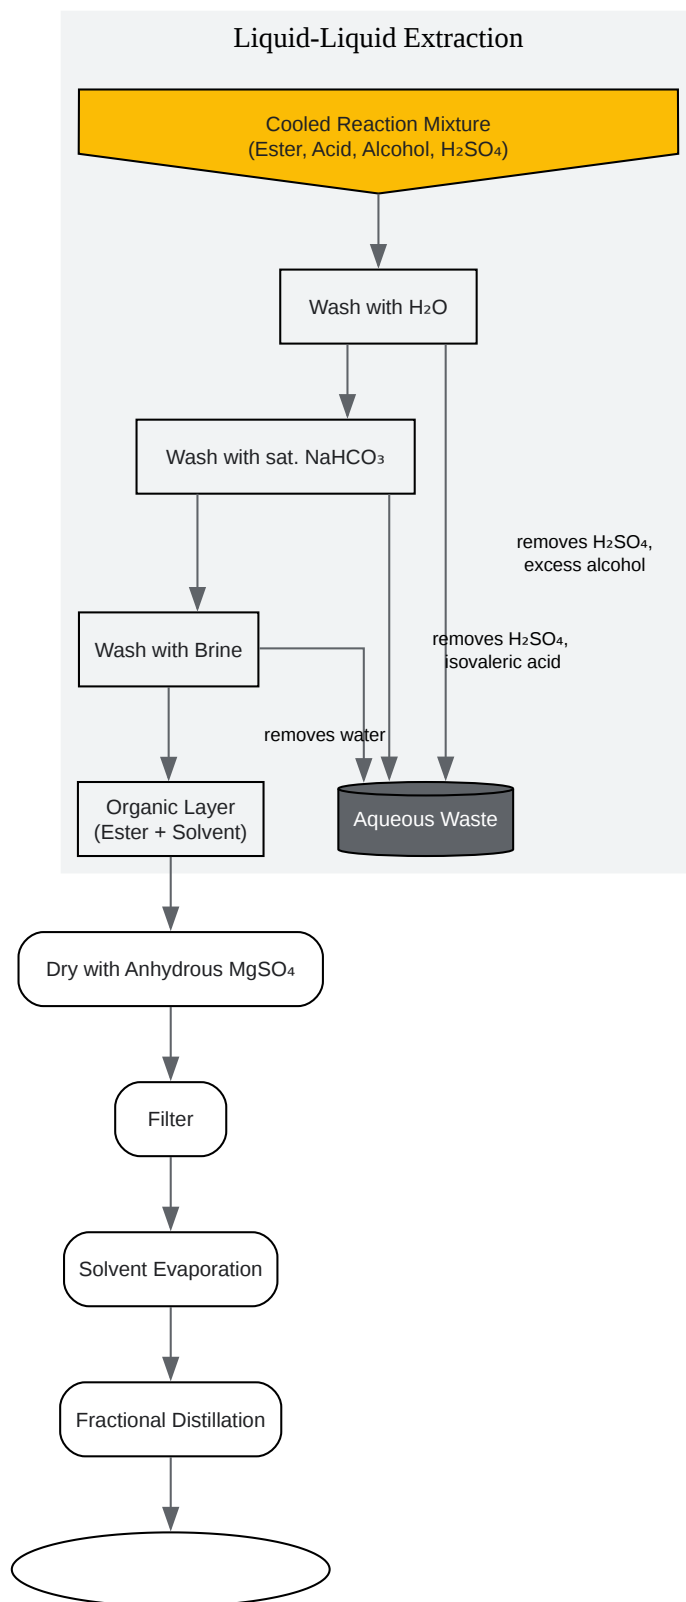 Liquid-Liquid Extraction
Cooled Reaction Mixture
(Ester, Acid, Alcohol, H₂SO₄)
Wash with H₂O
Wash with sat. NaHCO₃
removes H₂SO₄,
excess alcohol
Wash with Brine
removes H₂SO₄,
isovaleric acid
removes water
Organic Layer
(Ester + Solvent)
Aqueous Waste
Dry with Anhydrous MgSO₄
Filter
Solvent Evaporation
Fractional Distillation